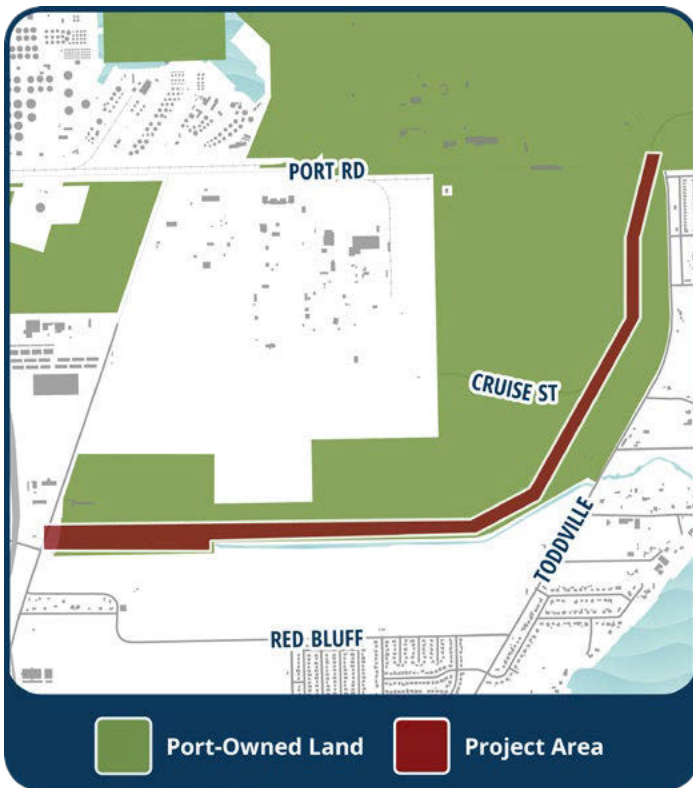 PORT RD
CRUISE ST
TODDVILLE
RED BLUFF
Port-Owned Land
Project Area